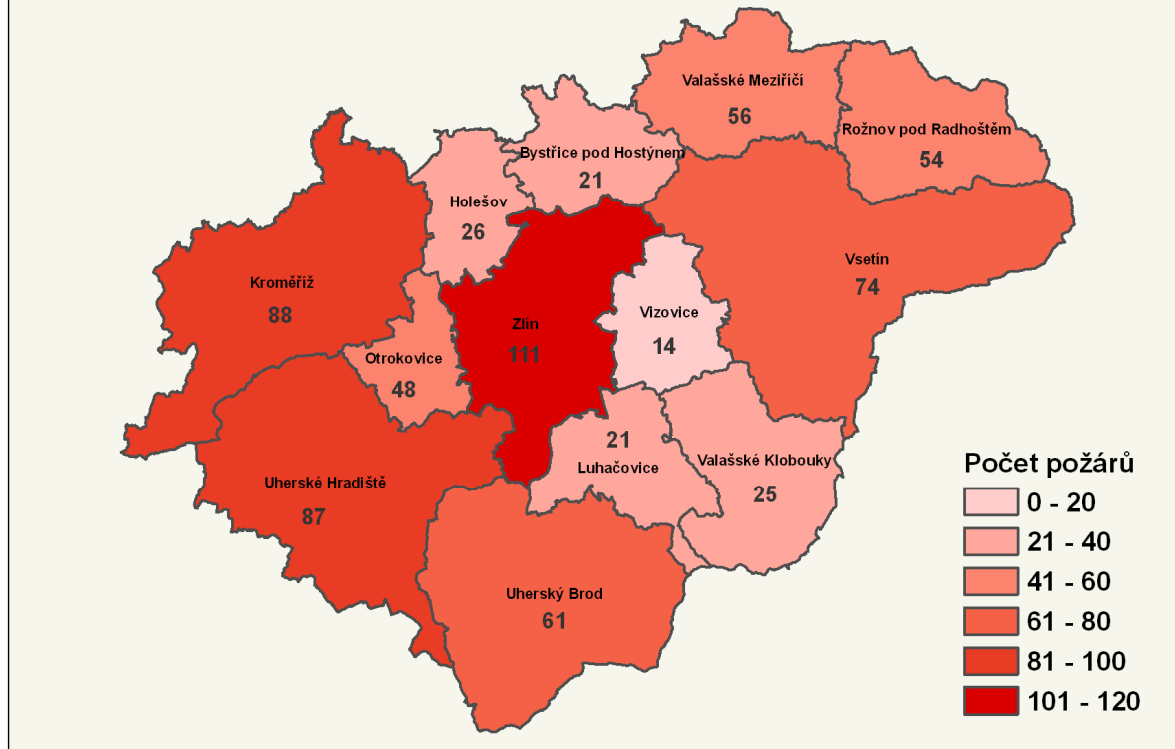 Valašské Meziříčí
56
Rožnov pod Radhoštěm
54
Bystřice pod Hostýnem
21
Holešov
26
Vsetín
74
Kroměříž
88
Zlín
111
Vizovice
14
Otrokovice
48
21
Luhačovice
Valašské Klobouky
25
Uherské Hradiště
87
Uherský Brod
61
Počet požárů
0 - 20
21 - 40
41 - 60
61 - 80
81 - 100
101 - 120